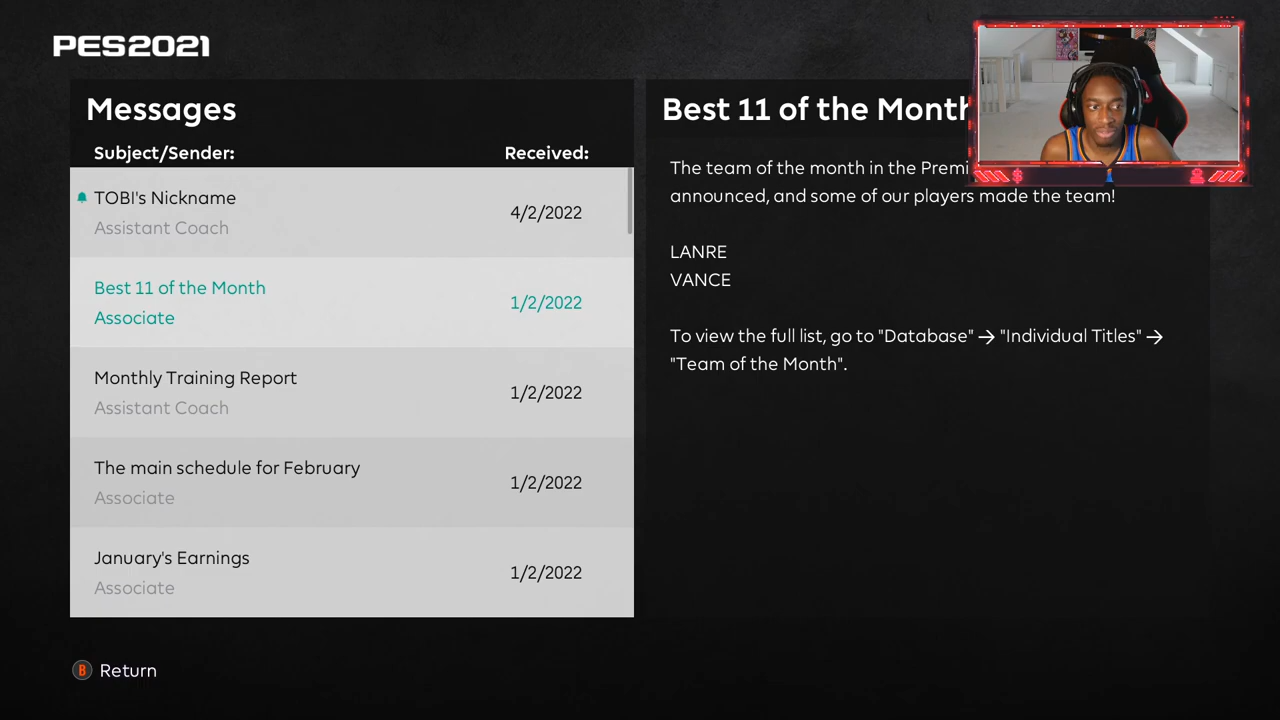 PES2021
Messages
Subject/Sender:
Received:
TOBI's Nickname
Assistant Coach
4/2/2022
Best 11 of the Month
Associate
1/2/2022
Monthly Training Report
Assistant Coach
1/2/2022
The main schedule for February
Associate
1/2/2022
January's Earnings
Associate
1/2/2022
Best 11 of the Month
The team of the month in the
announced, and some of our players made the team!
LANRE
VANCE
To view the full list, go to "Database" → "Individual Titles" →
"Team of the Month".
B Return